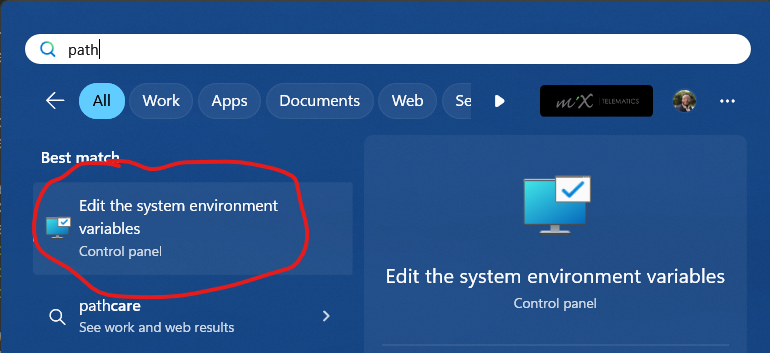 path
All
Work
Apps
Documents
Web
Se
m'x TELEMATICS
Best match
Edit the system environment
variables
Control panel
pathcare
See work and web results
Edit the system environment variables
Control panel